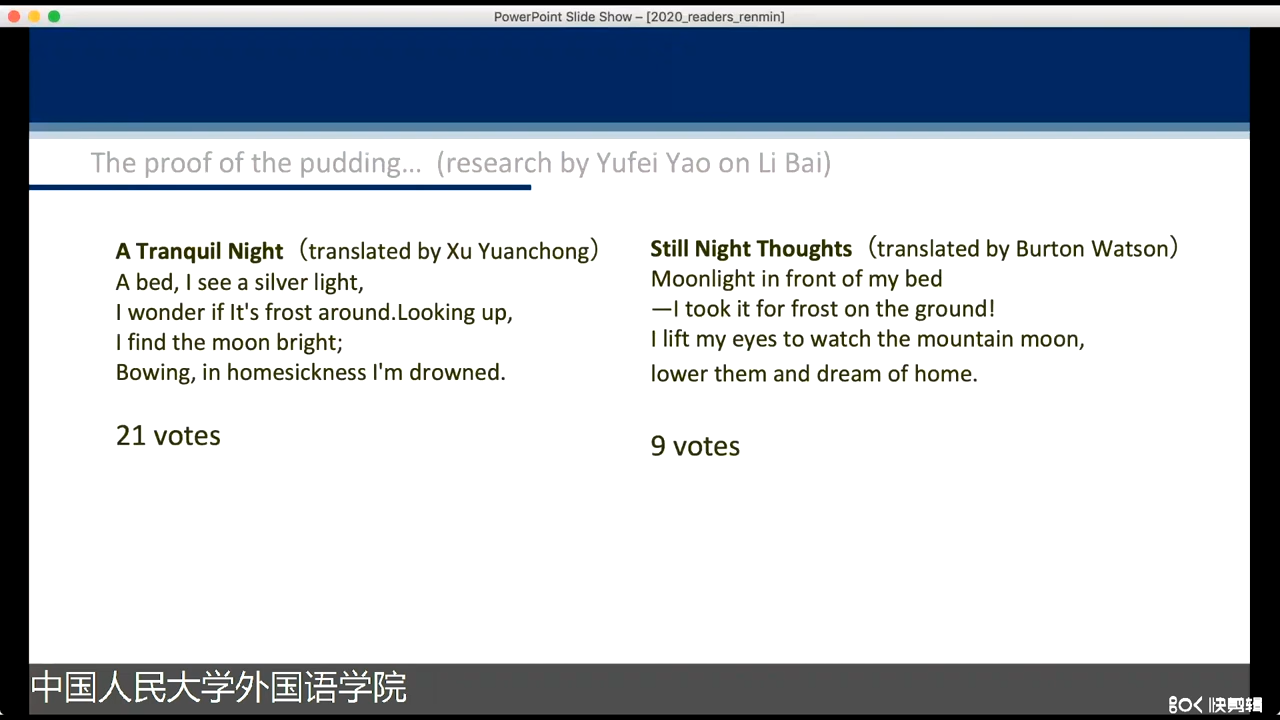 PowerPoint Slide Show – [2020_readers_renmin]
The proof of the pudding... (research by Yufei Yao on Li Bai)
A Tranquil Night（translated by Xu Yuanchong）
A bed, I see a silver light,
I wonder if It's frost around.Looking up,
I find the moon bright;
Bowing, in homesickness I'm drowned.
21 votes
Still Night Thoughts（translated by Burton Watson）
Moonlight in front of my bed
—I took it for frost on the ground!
I lift my eyes to watch the mountain moon,
lower them and dream of home.
9 votes
中国人民大学外国语学院
快剪辑